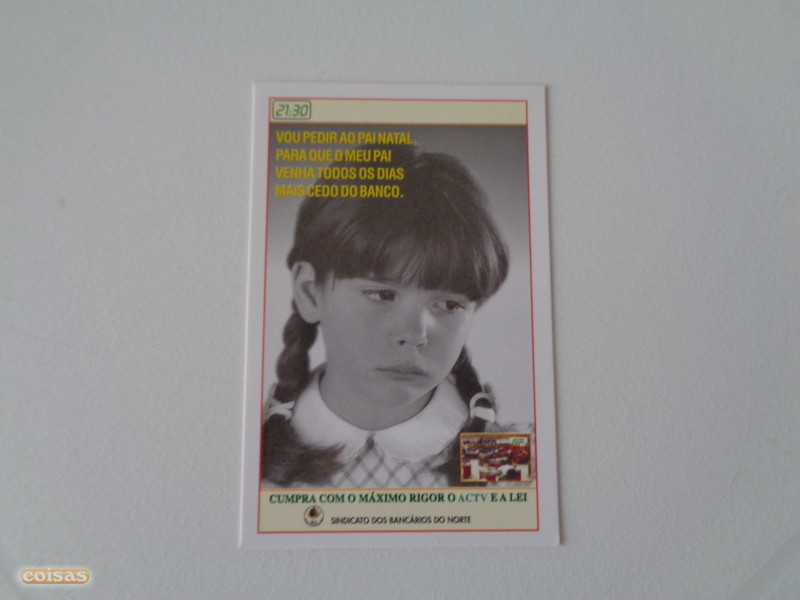 21:30
VOU PEDIR AO PAI NATAL,
PARA QUE O MEU PAI
VENHA TODOS OS DIAS
MAIS CEDO DO BANCO.
CUMPRA COM O MÁXIMO RIGOR O ACTV E A LEI
SINDICATO DOS BANCÁRIOS DO NORTE
coisas